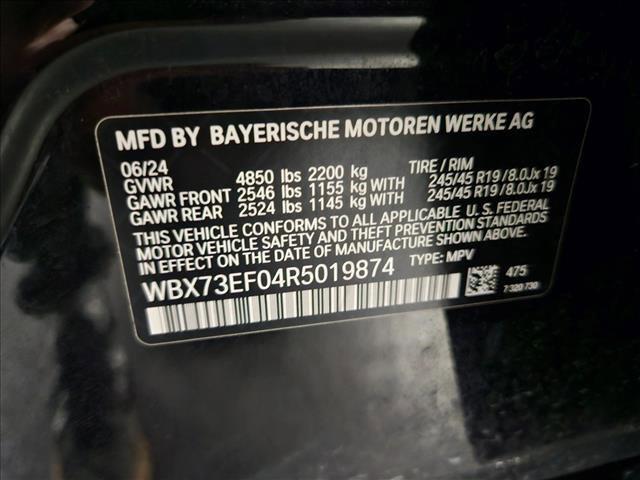 MFD BY BAYERISCHE MOTOREN WERKE AG
06/24
GVWR 4850 lbs 2200 kg TIRE / RIM
GAWR FRONT 2546 lbs 1155 kg WITH 245/45 R19/8.0Jx19
GAWR REAR 2524 lbs 1145 kg WITH 245/45 R19/8.0Jx19
THIS VEHICLE CONFORMS TO ALL APPLICABLE U.S. FEDERAL
MOTOR VEHICLE SAFETY AND THEFT PREVENTION STANDARDS
IN EFFECT ON THE DATE OF MANUFACTURE SHOWN ABOVE.
WBX73EF04R5019874 TYPE: MPV
475
7 320 730